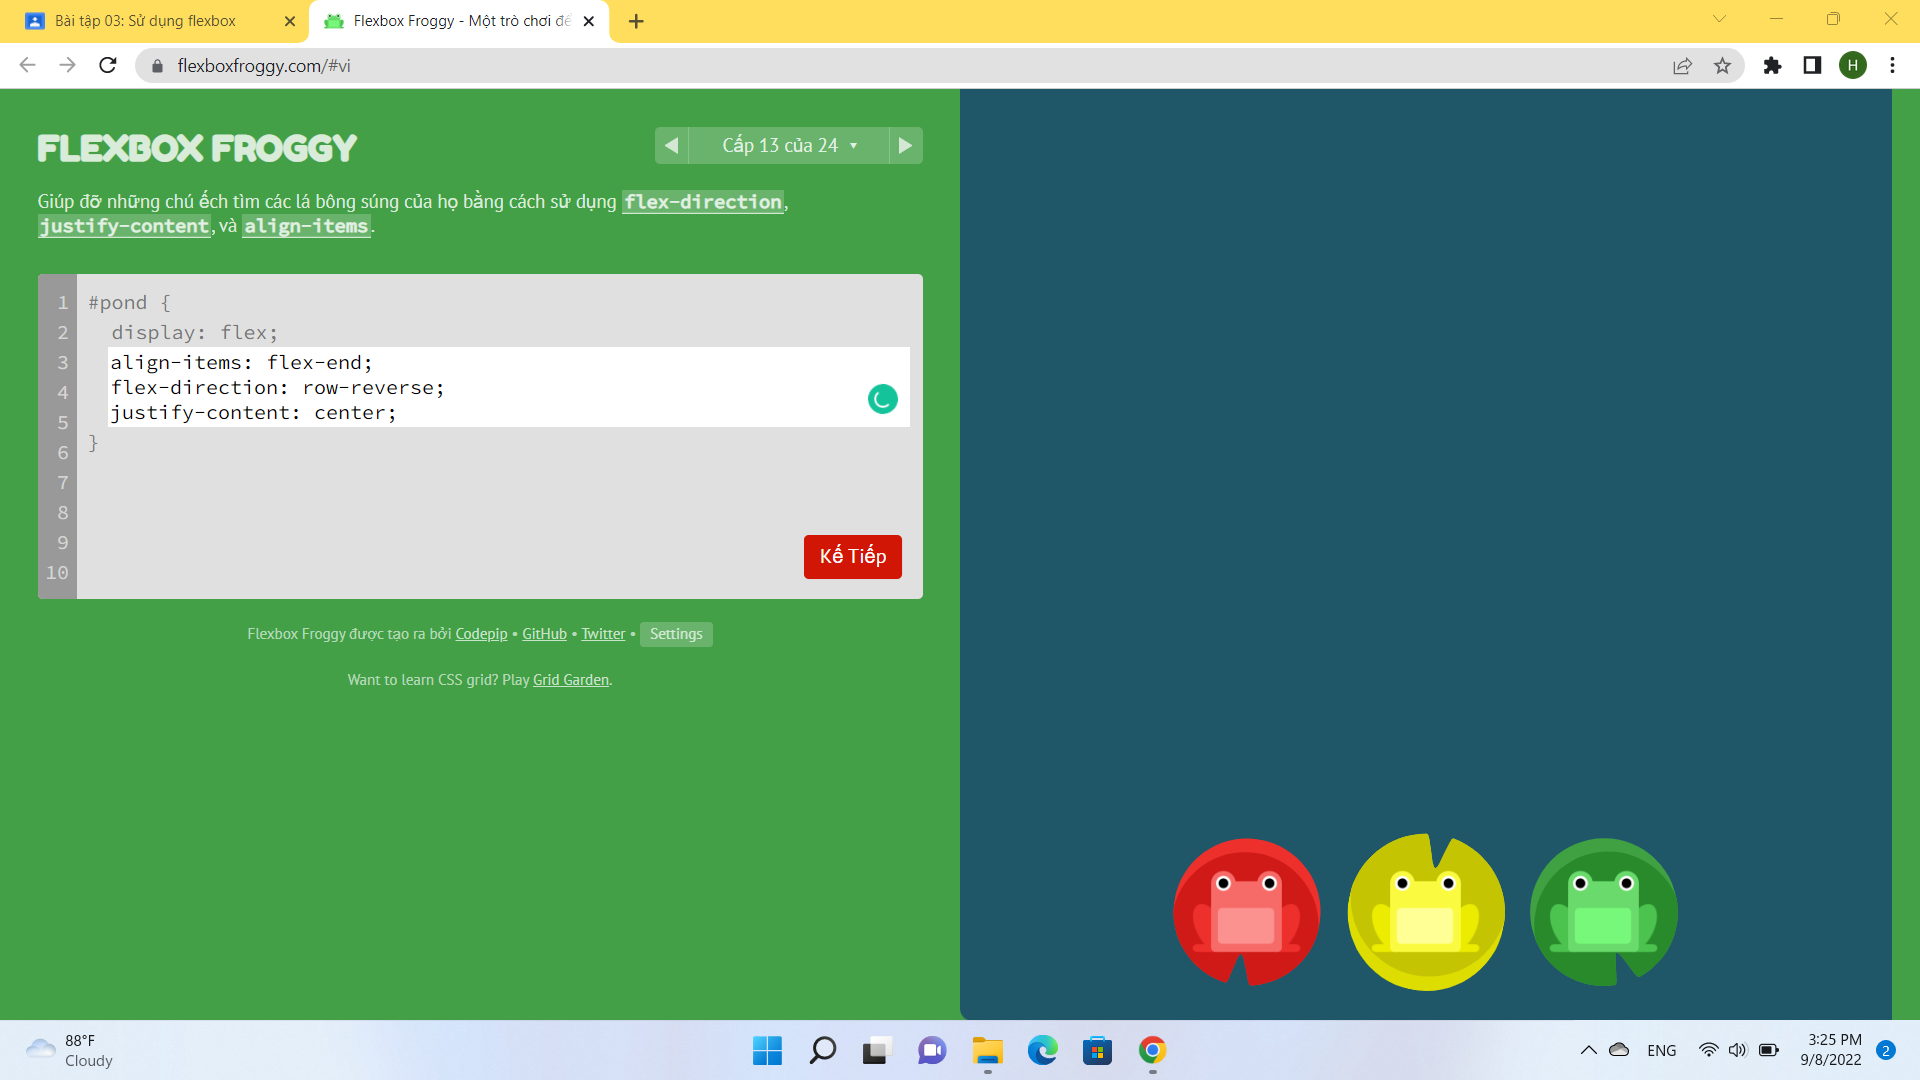 Bài tập 03: Sử dụng flexbox
Flexbox Froggy - Một trò chơi để
flexboxfroggy.com/#vi
H
FLEXBOX FROGGY
Cấp 13 của 24
Giúp đỡ những chú ếch tìm các lá bông súng của họ bằng cách sử dụng flex-direction,
justify-content, và align-items.
1 #pond {
2 display: flex;
3 align-items: flex-end;
4 flex-direction: row-reverse;
5 justify-content: center;
6 }
7
8
9
10
Kế Tiếp
Flexbox Froggy được tạo ra bởi Codepip • GitHub • Twitter • Settings
Want to learn CSS grid? Play Grid Garden.
88°F
Cloudy
ENG
3:25 PM
9/8/2022
2